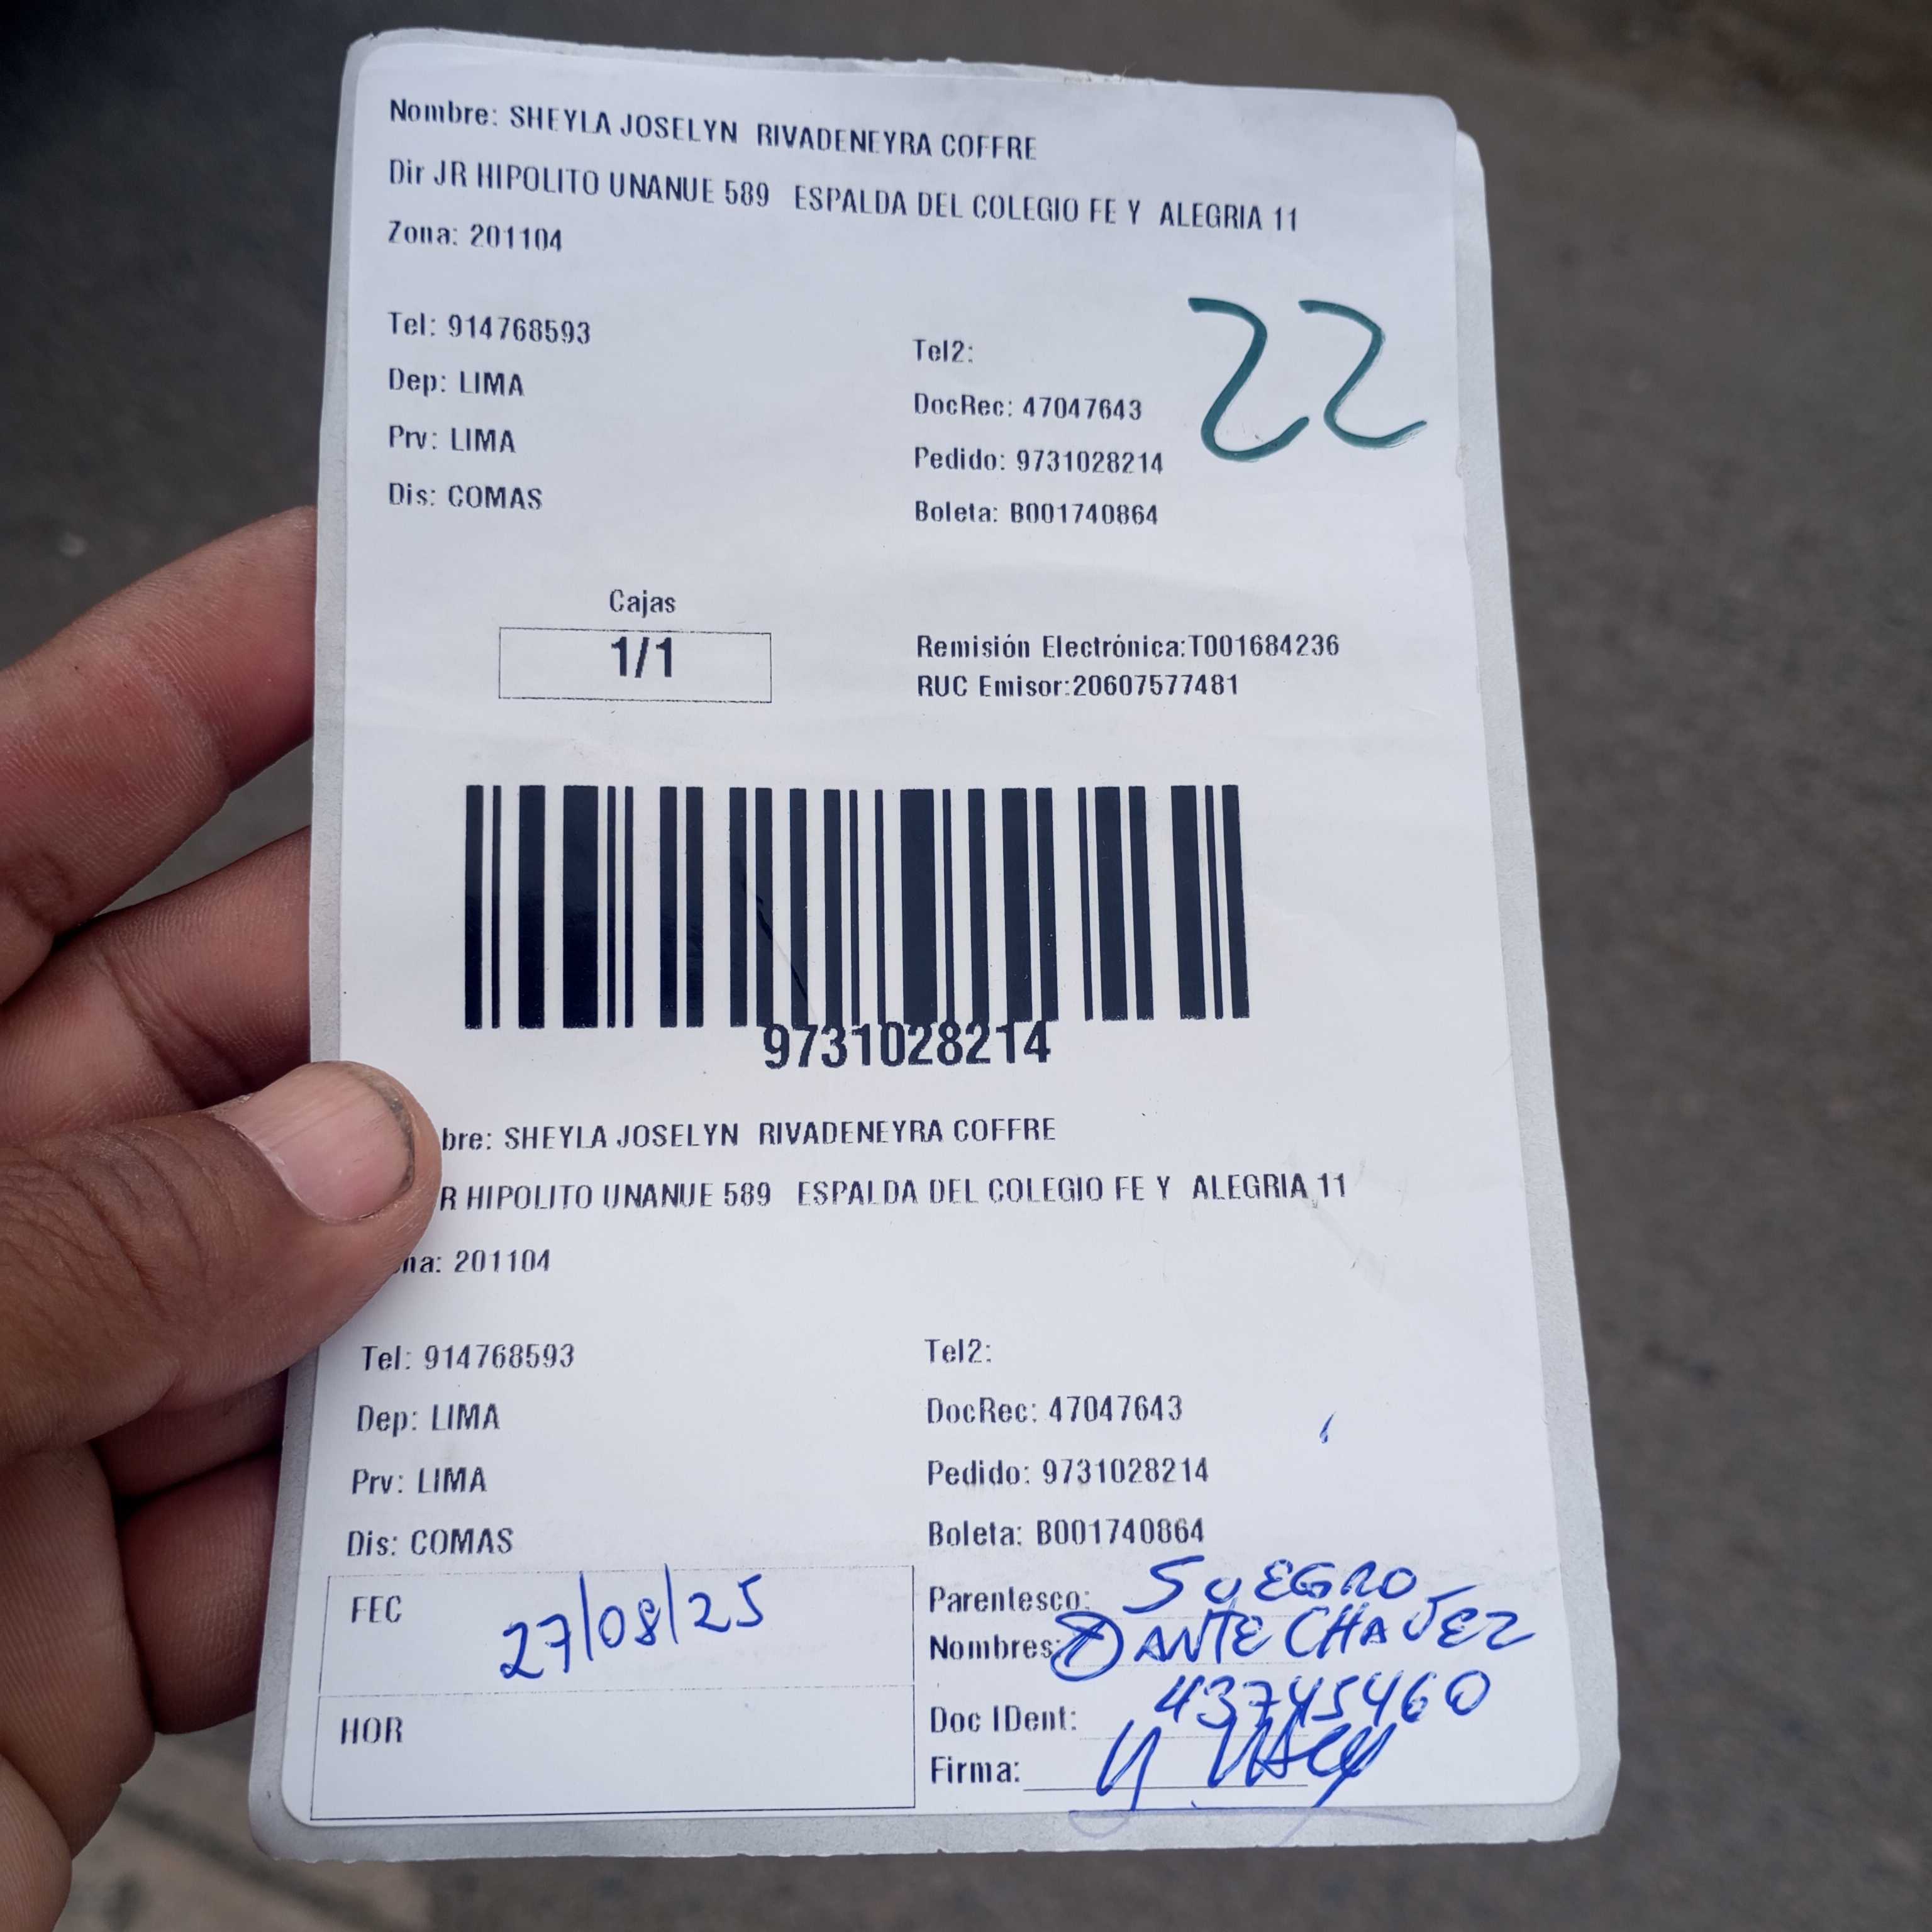 Nombre: SHEYLA JOSELYN RIVADENEYRA COFFRE
Dir JR HIPOLITO UNANUE 589 ESPALDA DEL COLEGIO FE Y ALEGRIA 11
Zona: 201104
22
Tel: 914768593
Tel2:
Dep: LIMA
DocRec: 47047643
Prv: LIMA
Pedido: 9731028214
Dis: COMAS
Boleta: B001740864
Cajas
1/1
Remisión Electrónica:T001684236
RUC Emisor:20607577481
9731028214
bre: SHEYLA JOSELYN RIVADENEYRA COFFRE
R HIPOLITO UNANUE 589 ESPALDA DEL COLEGIO FE Y ALEGRIA 11
na: 201104
Tel: 914768593
Tel2:
Dep: LIMA
DocRec: 47047643
Prv: LIMA
Pedido: 9731028214
Dis: COMAS
Boleta: B001740864
FEC 27/08/25
Parentesco: SUEGRO
Nombres: DANTE CHAVEZ
HOR
Doc IDent: 43745460
Firma: